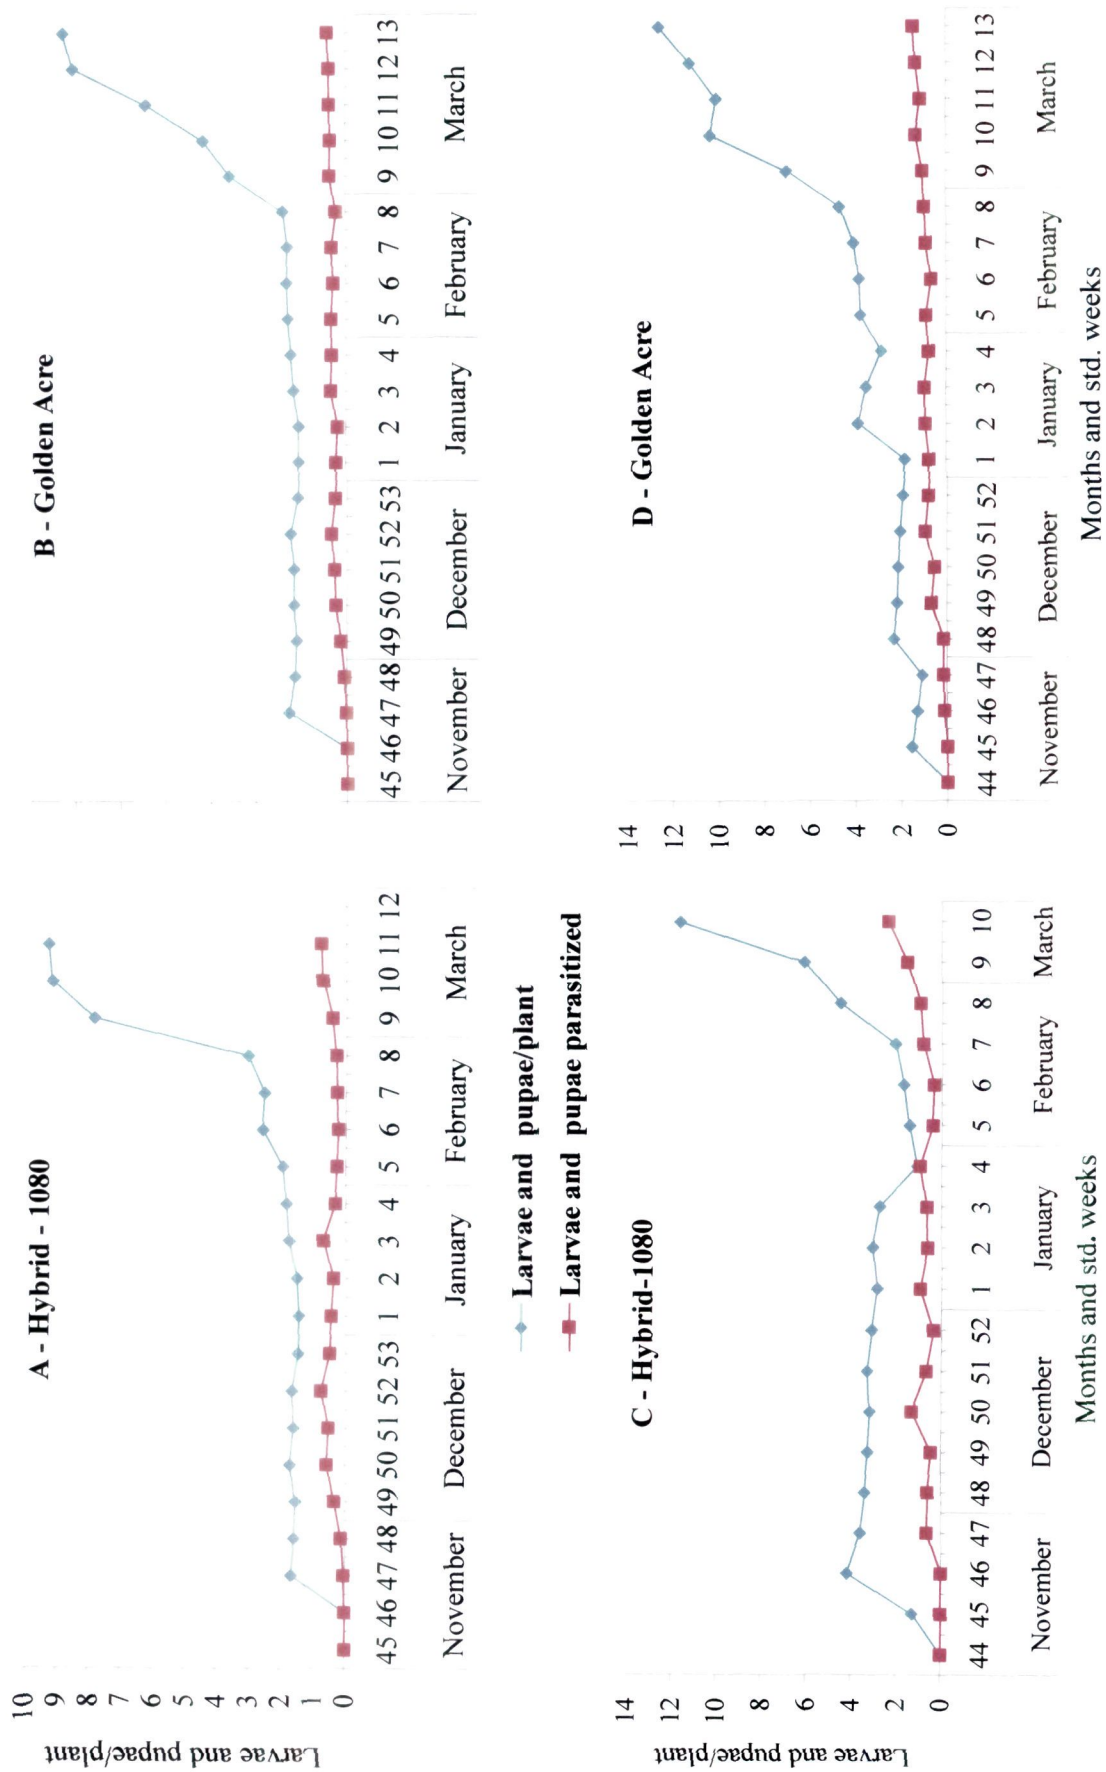 A - Hybrid - 1080
Larvae and pupae/plant
10
9
8
7
6
5
4
3
2
1
0
45 46 47 48 49 50 51 52 53 1 2 3 4 5 6 7 8 9 10 11 12
November December January February March
B - Golden Acre
45 46 47 48 49 50 51 52 53 1 2 3 4 5 6 7 8 9 10 11 12 13
November December January February March
Larvae and pupae/plant
Larvae and pupae parasitized
C - Hybrid-1080
Larvae and pupae/plant
14
12
10
8
6
4
2
0
44 45 46 47 48 49 50 51 52 1 2 3 4 5 6 7 8 9 10
November December January February March
Months and std. weeks
D - Golden Acre
14
12
10
8
6
4
2
0
44 45 46 47 48 49 50 51 52 1 2 3 4 5 6 7 8 9 10 11 12 13
November December January February March
Months and std. weeks